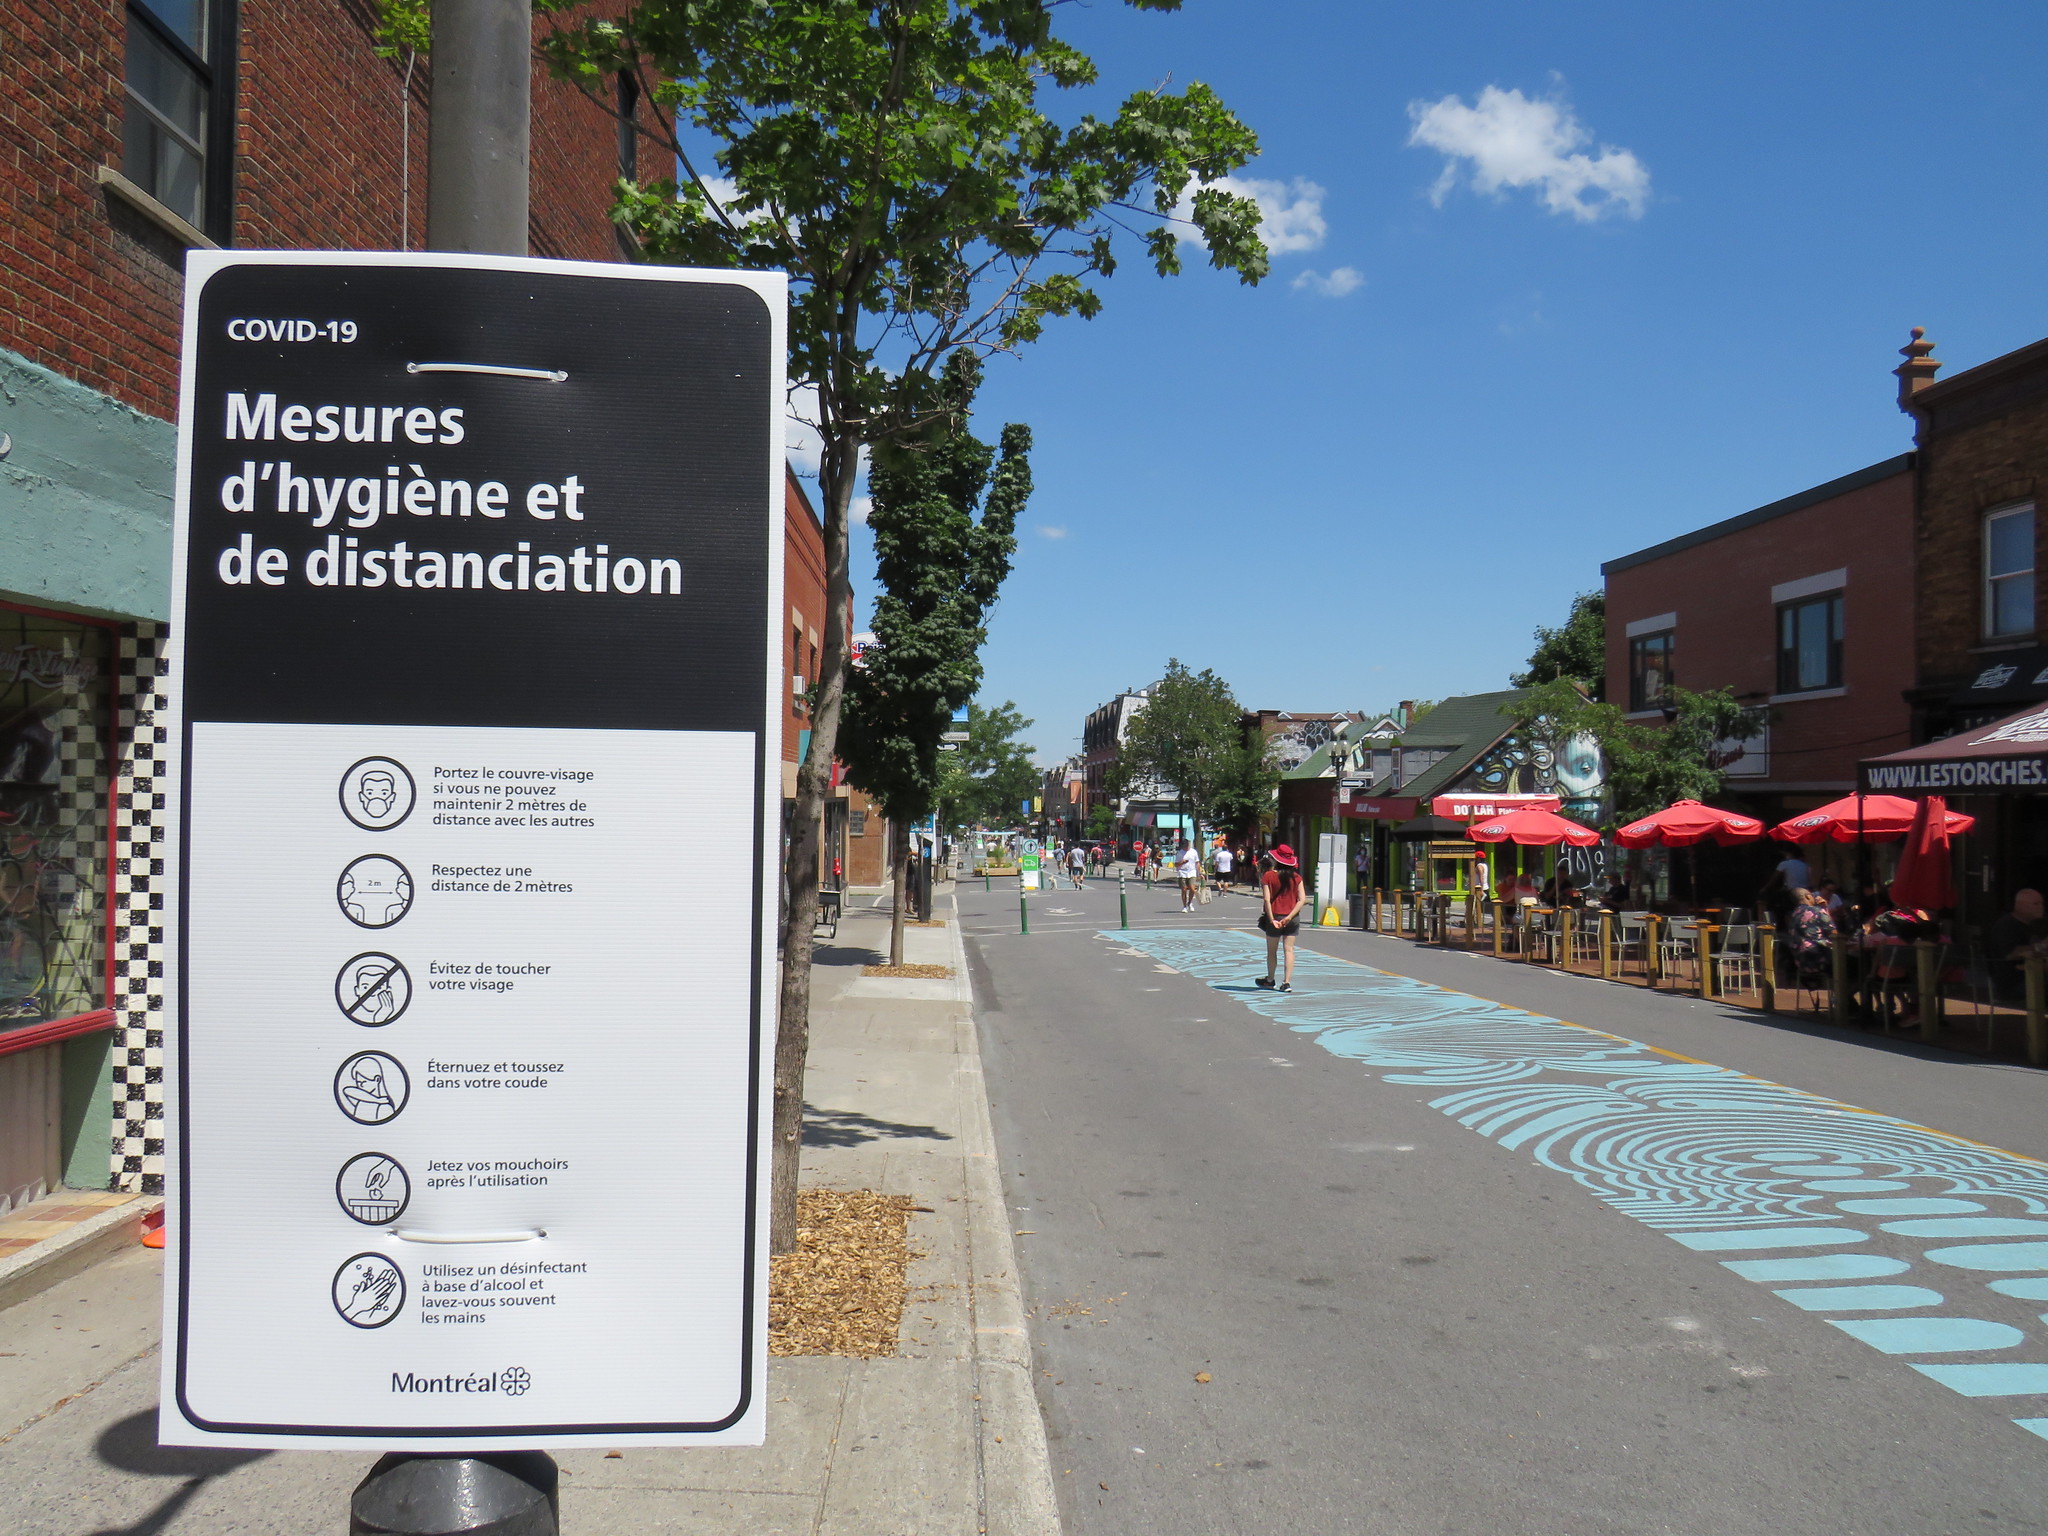 COVID-19
Mesures
d'hygiène et
de distanciation
Portez le couvre-visage
si vous ne pouvez
maintenir 2 mètres de
distance avec les autres
2 m
Respectez une
distance de 2 mètres
Évitez de toucher
votre visage
Éternuez et toussez
dans votre coude
Jetez vos mouchoirs
après l'utilisation
Utilisez un désinfectant
à base d'alcool et
lavez-vous souvent
les mains
Montréal
WWW.LESTORCHES.